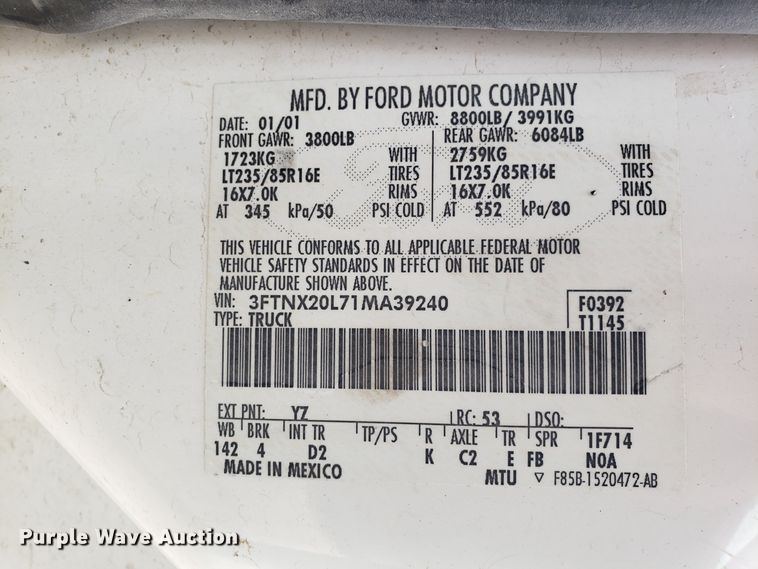 MFD. BY FORD MOTOR COMPANY
DATE: 01/01 GVWR: 8800LB/ 3991KG
FRONT GAWR: 3800LB REAR GAWR: 6084LB
1723KG WITH 2759KG WITH
LT235/85R16E TIRES LT235/85R16E TIRES
16X7.0K RIMS 16X7.0K RIMS
AT 345 kPa/50 PSI COLD AT 552 kPa/80 PSI COLD
THIS VEHICLE CONFORMS TO ALL APPLICABLE FEDERAL MOTOR
VEHICLE SAFETY STANDARDS IN EFFECT ON THE DATE OF
MANUFACTURE SHOWN ABOVE.
VIN: 3FTNX20L71MA39240 F0392
TYPE: TRUCK T1145
EXT PNT: YZ RC: 53 DSO:
WB BRK INT TR TP/PS R AXLE TR SPR 1F714
142 4 D2 K C2 E FB NOA
MADE IN MEXICO MTU ▽ F85B-1520472-AB
Purple Wave Auction